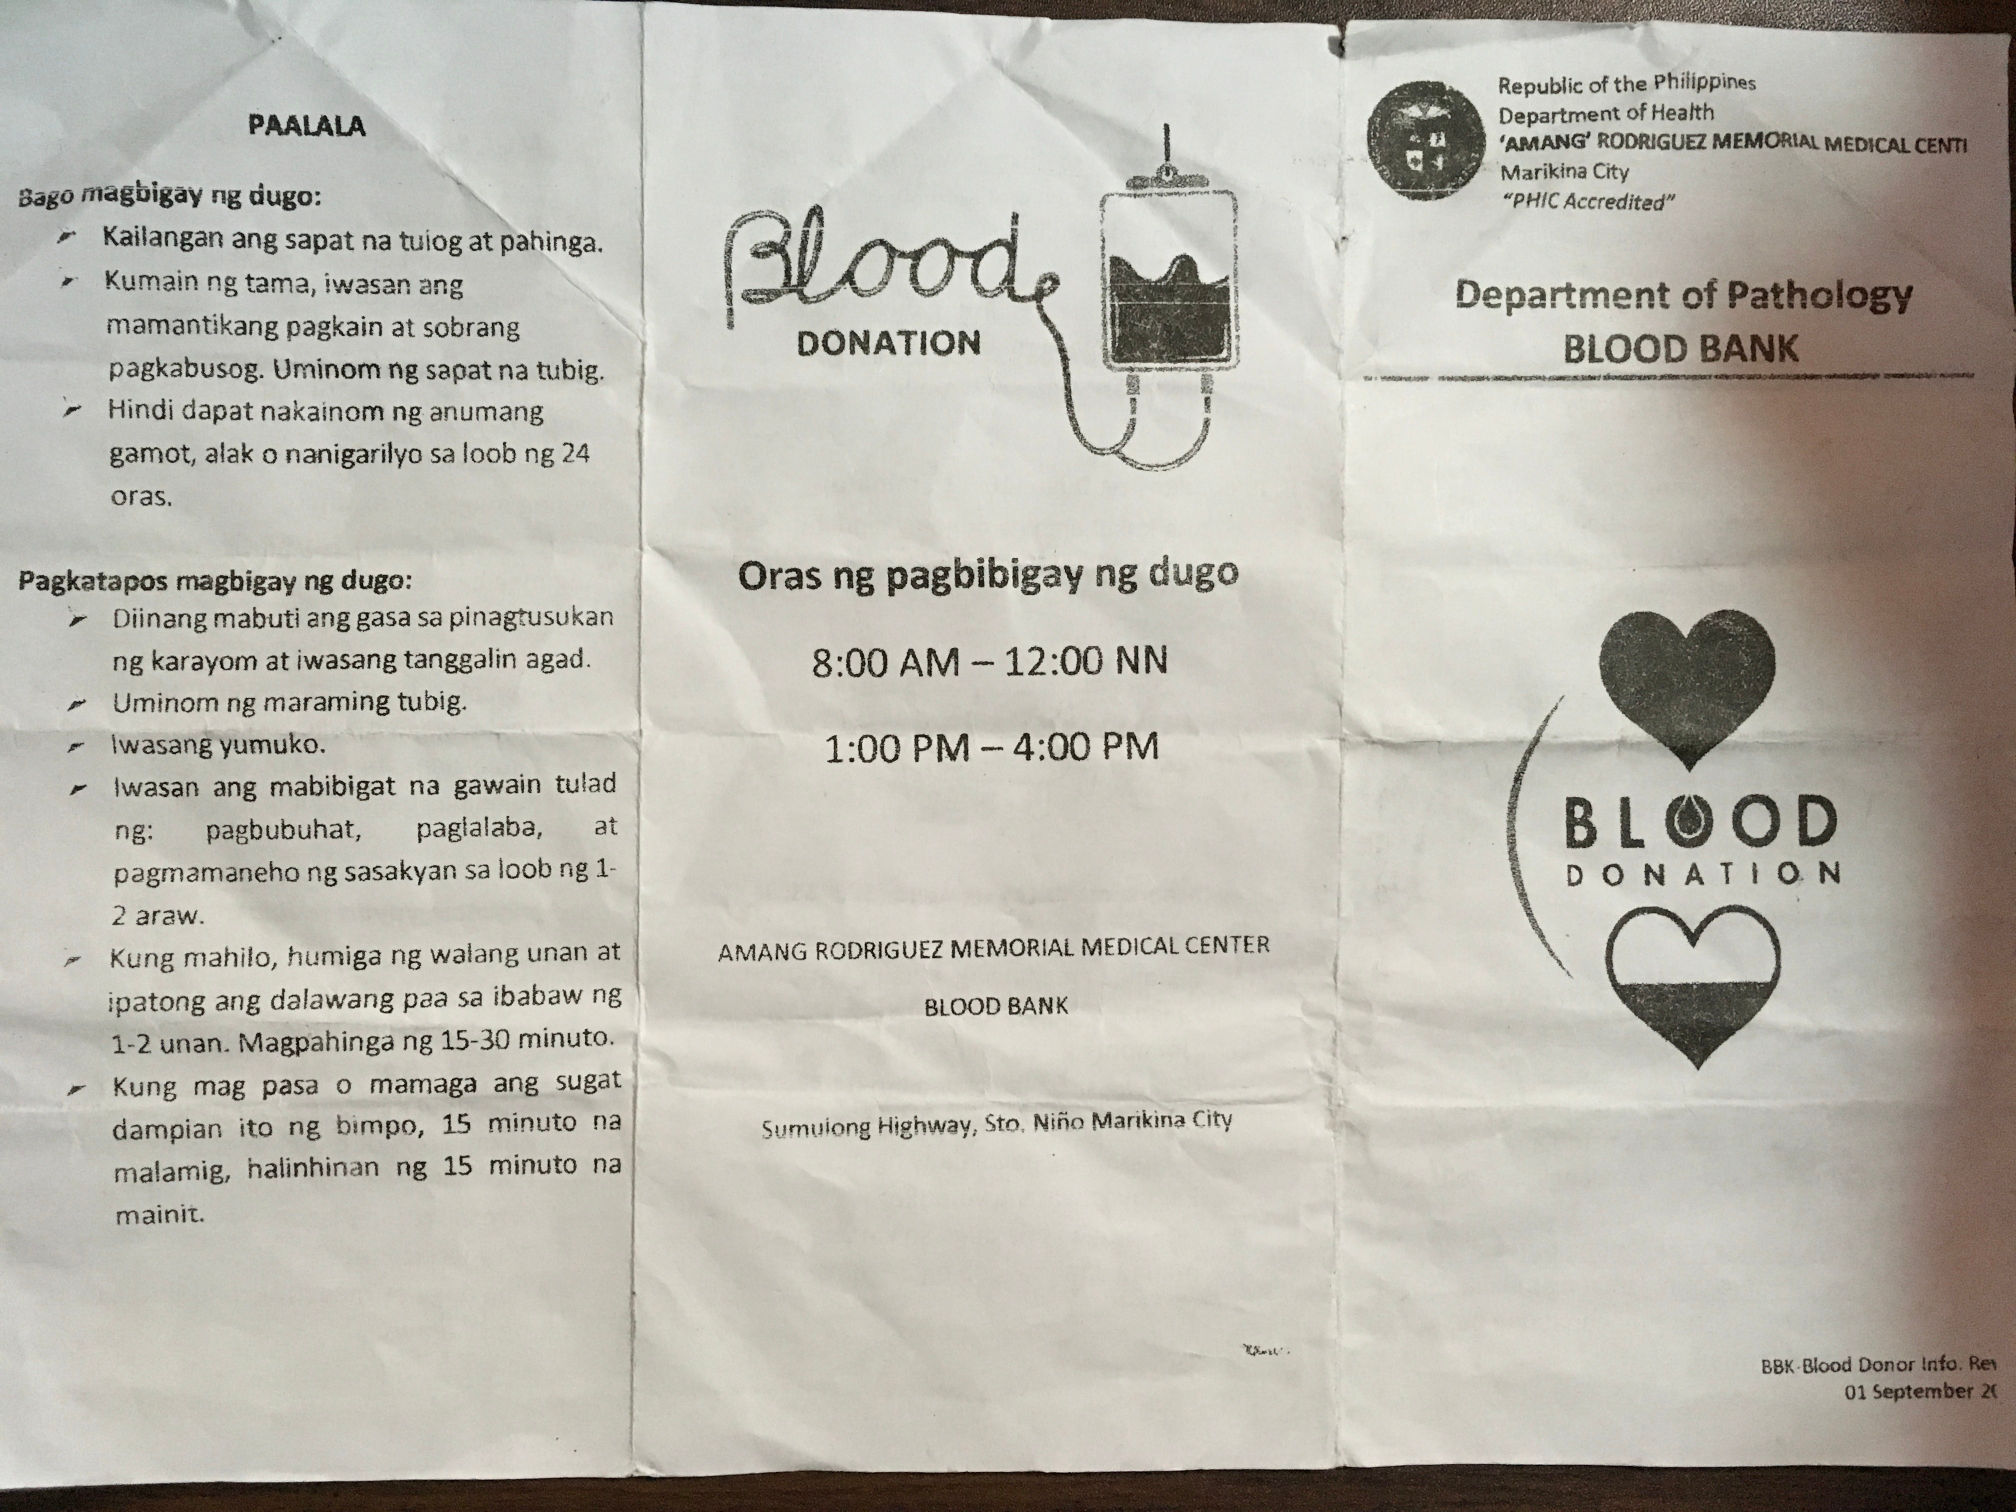 PAALALA
Bago magbigay ng dugo:
Kailangan ang sapat na tulog at pahinga.
Kumain ng tama, iwasan ang
mamantikang pagkain at sobrang
pagkabusog. Uminom ng sapat na tubig.
Hindi dapat nakainom ng anumang
gamot, alak o nanigarilyo sa loob ng 24
oras.
Pagkatapos magbigay ng dugo:
Diinang mabuti ang gasa sa pinagtusukan
ng karayom at iwasang tanggalin agad.
Uminom ng maraming tubig.
Iwasang yumuko.
Iwasan ang mabibigat na gawain tulad
ng: pagbubuhat, paglalaba, at
pagmamaneho ng sasakyan sa loob ng 1-
2 araw.
Kung mahilo, humiga ng walang unan at
ipatong ang dalawang paa sa ibabaw ng
1-2 unan. Magpahinga ng 15-30 minuto.
Kung mag pasa o mamaga ang sugat
dampian ito ng bimpo, 15 minuto na
malamig, halinhinan ng 15 minuto na
mainit.
Blood
DONATION
Oras ng pagbibigay ng dugo
8:00 AM – 12:00 NN
1:00 PM – 4:00 PM
AMANG RODRIGUEZ MEMORIAL MEDICAL CENTER
BLOOD BANK
Sumulong Highway, Sto. Niño Marikina City
Republic of the Philippines
Department of Health
‘AMANG’ RODRIGUEZ MEMORIAL MEDICAL CENT
Marikina City
“PHIC Accredited”
Department of Pathology
BLOOD BANK
BLOOD
DONATION
BBK-Blood Donor Info. Rev
01 September 20